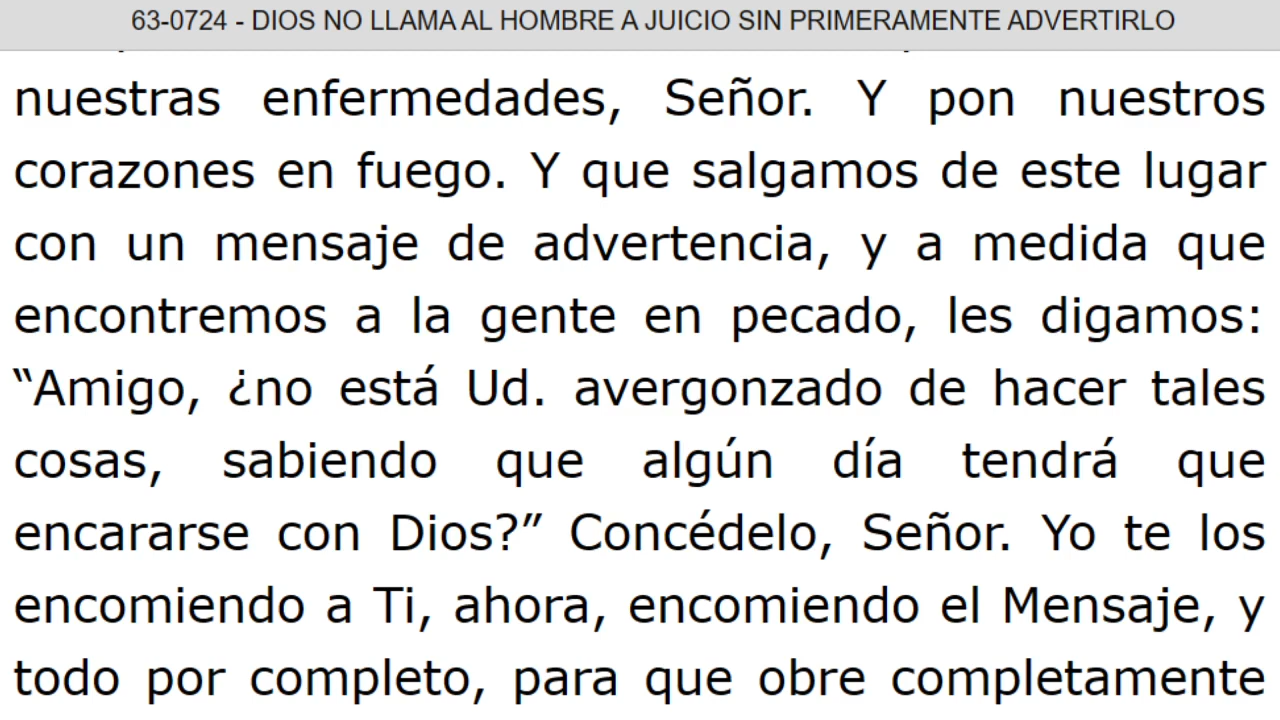 63-0724 - DIOS NO LLAMA AL HOMBRE A JUICIO SIN PRIMERAMENTE ADVERTIRLO
nuestras enfermedades, Señor. Y pon nuestros
corazones en fuego. Y que salgamos de este lugar
con un mensaje de advertencia, y a medida que
encontremos a la gente en pecado, les digamos:
“Amigo, ¿no está Ud. avergonzado de hacer tales
cosas, sabiendo que algún día tendrá que
encararse con Dios?” Concédelo, Señor. Yo te los
encomiendo a Ti, ahora, encomiendo el Mensaje, y
todo por completo, para que obre completamente